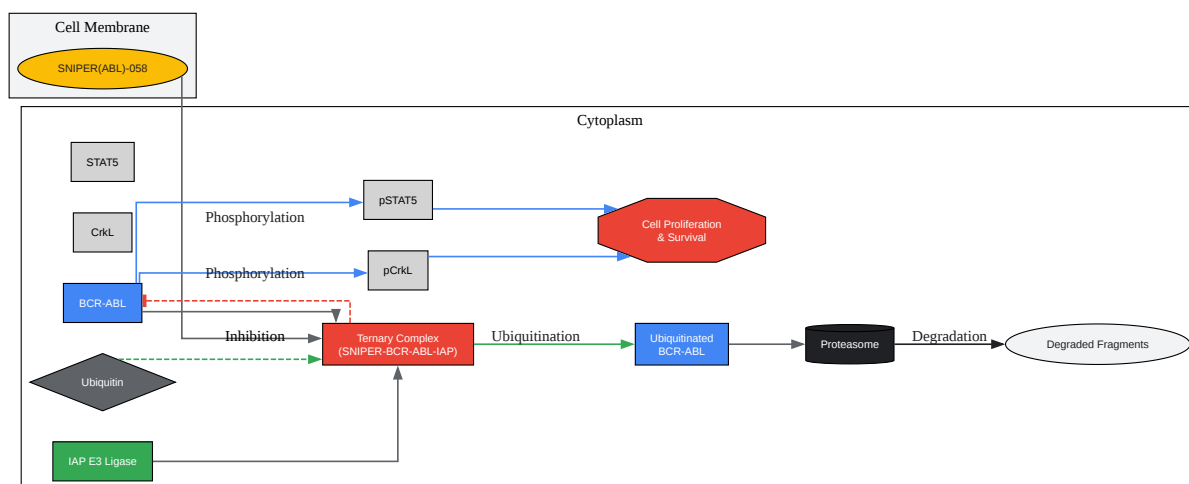 Cell Membrane
SNIPER(ABL)-058
Cytoplasm
STAT5
pSTAT5
Phosphorylation
CrkL
Cell Proliferation
& Survival
Phosphorylation
pCrkL
BCR-ABL
Inhibition
Ternary Complex
(SNIPER-BCR-ABL-IAP)
Ubiquitination
Ubiquitinated
BCR-ABL
Proteasome
Degradation
Degraded Fragments
Ubiquitin
IAP E3 Ligase